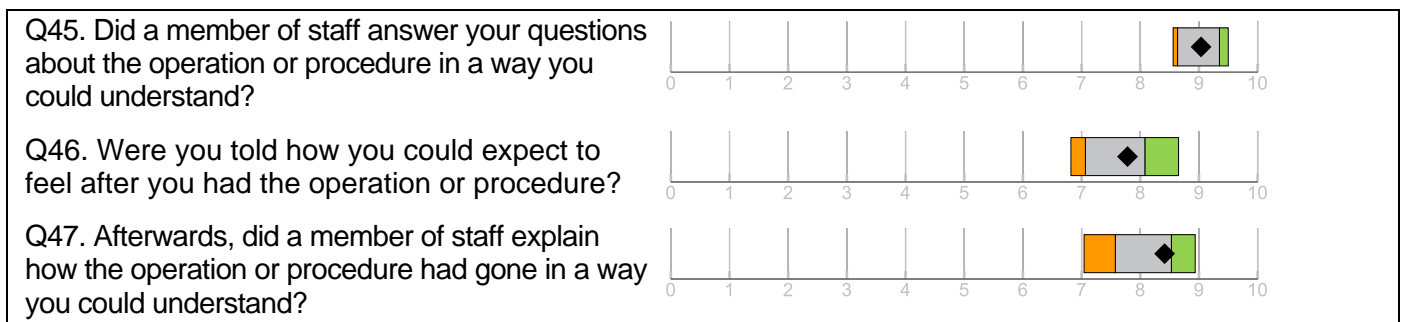 Q45. Did a member of staff answer your questions
about the operation or procedure in a way you
could understand?
0 1 2 3 4 5 6 7 8 9 10
Q46. Were you told how you could expect to
feel after you had the operation or procedure?
0 1 2 3 4 5 6 7 8 9 10
Q47. Afterwards, did a member of staff explain
how the operation or procedure had gone in a way
you could understand?
0 1 2 3 4 5 6 7 8 9 10